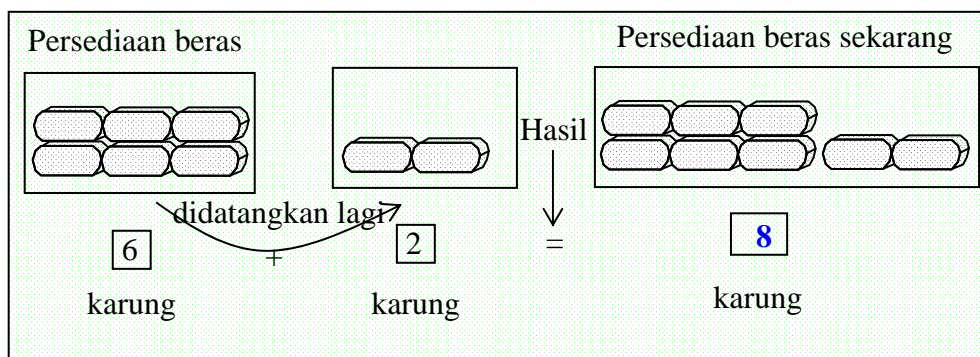 Persediaan beras
Persediaan beras sekarang
Hasil
didatangkan lagi
6 + 2 = 8
karung karung karung